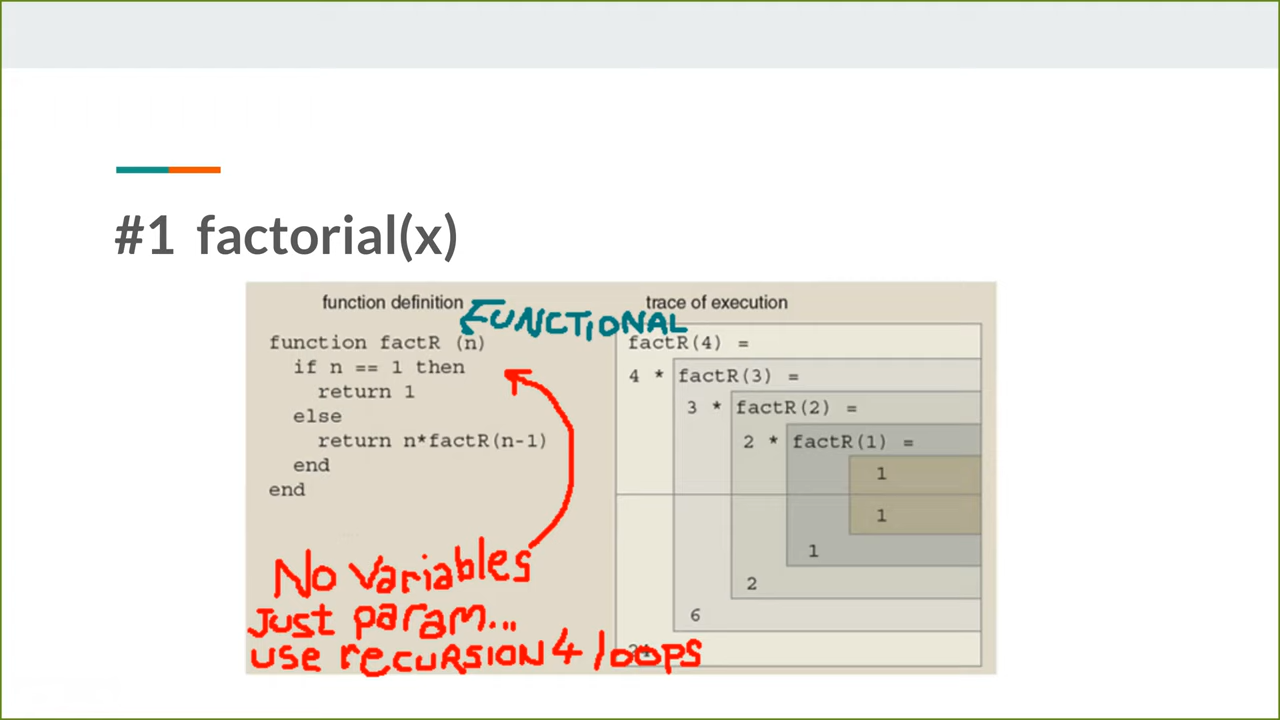 #1 factorial(x)
function definition
FUNCTIONAL
function factR (n)
if n == 1 then
return 1
else
return n*factR(n-1)
end
end
No variables
Just param...
use recursion 4 loops
trace of execution
factR(4) =
4 * factR(3) =
3 * factR(2) =
2 * factR(1) =
1
1
1
2
6
24